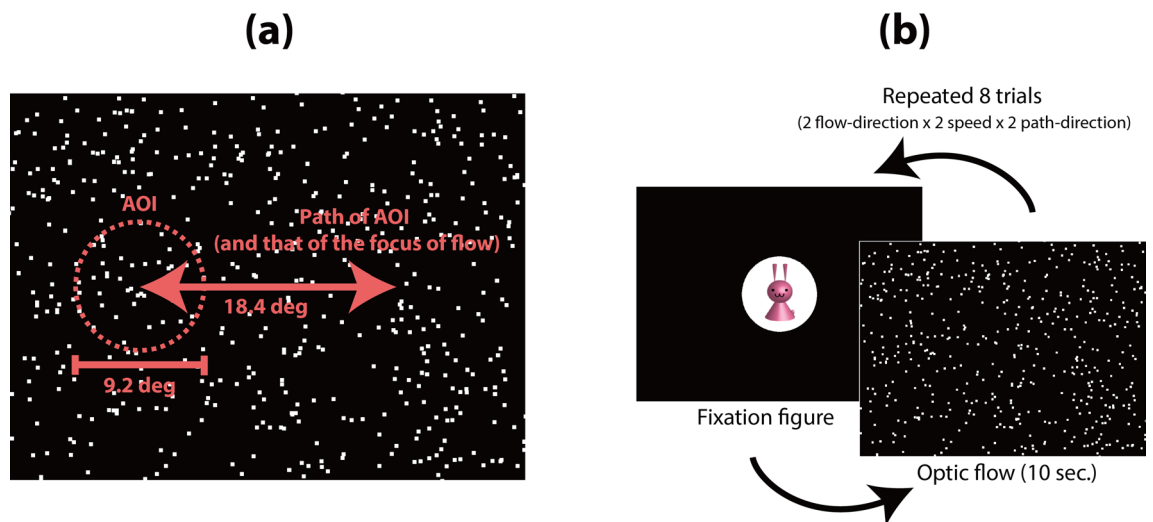 (a)
AOI
Path of AOI
(and that of the focus of flow)
18.4 deg
9.2 deg
(b)
Repeated 8 trials
(2 flow-direction x 2 speed x 2 path-direction)
Fixation figure
Optic flow (10 sec.)